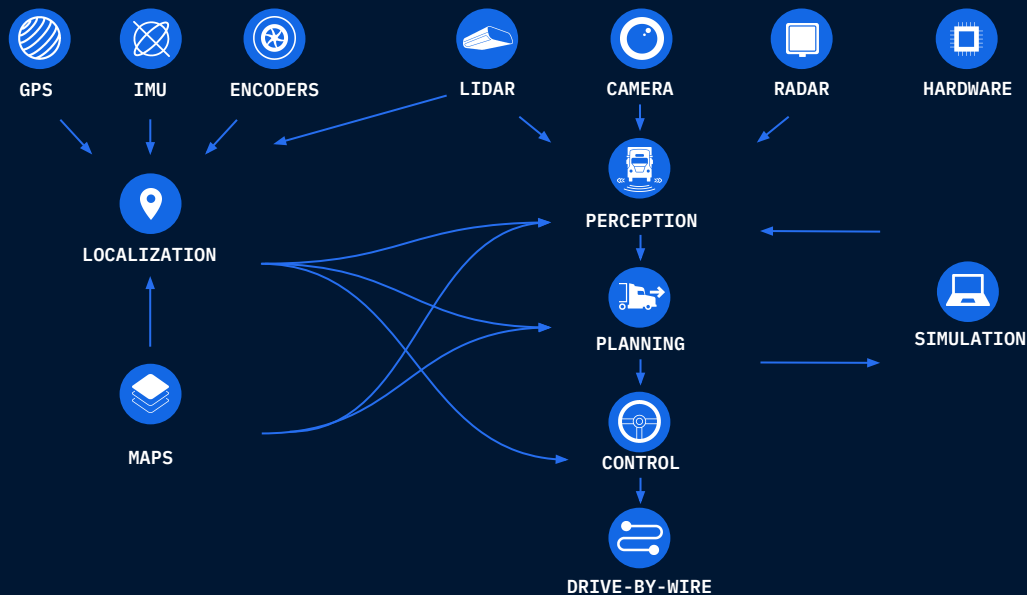 GPS
IMU
ENCODERS
LIDAR
CAMERA
RADAR
HARDWARE
PERCEPTION
LOCALIZATION
PLANNING
SIMULATION
MAPS
CONTROL
DRIVE-BY-WIRE